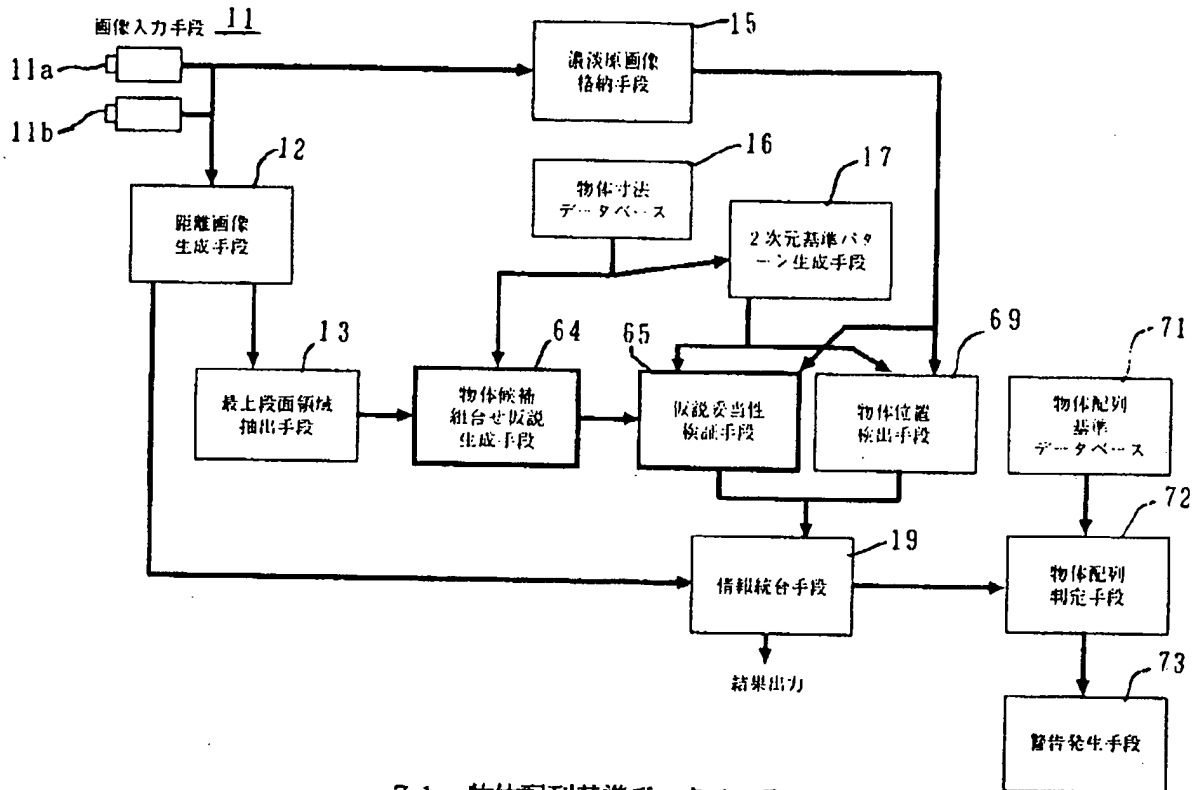 画像入力手段 11
11a
11b
15
濃淡原画像
格納手段
12
距離画像
生成手段
16
物体寸法
データベース
17
2次元基準パタ
ーン生成手段
13
最上段面領域
抽出手段
64
物体候補
組合せ仮説
生成手段
65
仮説妥当性
検証手段
69
物体位置
検出手段
71
物体配列
基準
データベース
19
情報統合手段
結果出力
72
物体配列
判定手段
73
警告発生手段